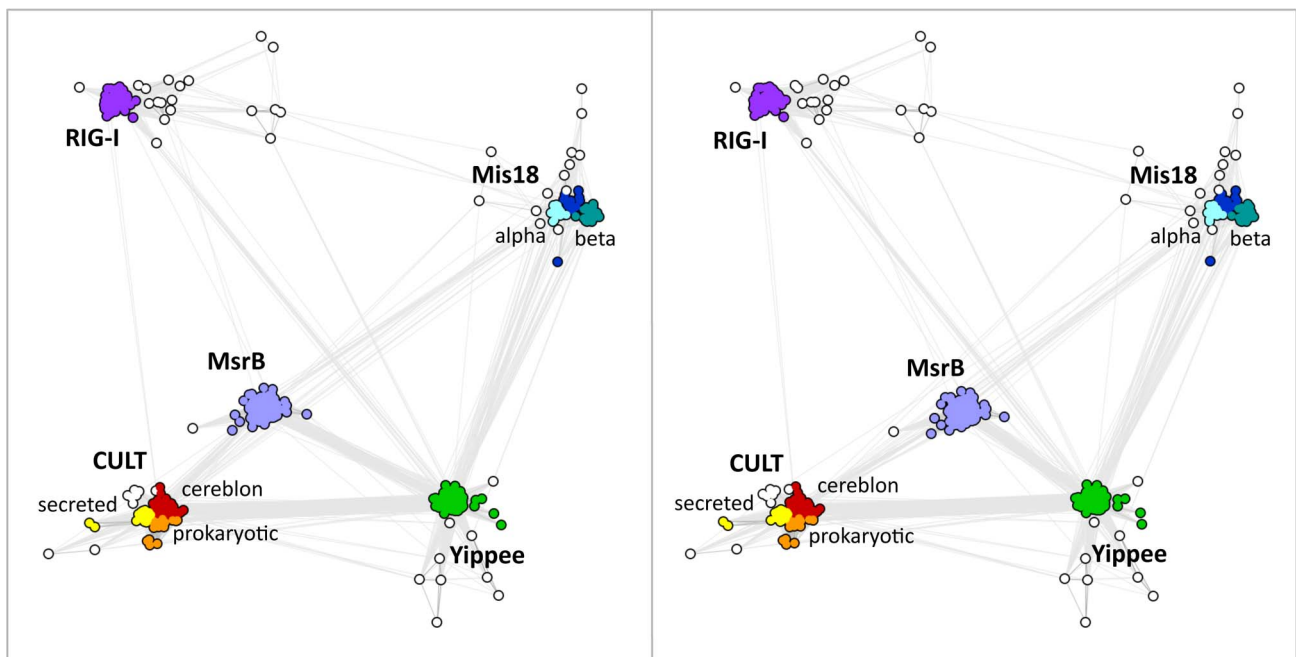 RIG-I
Mis18
alpha
beta
MsrB
CULT
cereblon
secreted
prokaryotic
Yippee
RIG-I
Mis18
alpha
beta
MsrB
CULT
cereblon
secreted
prokaryotic
Yippee